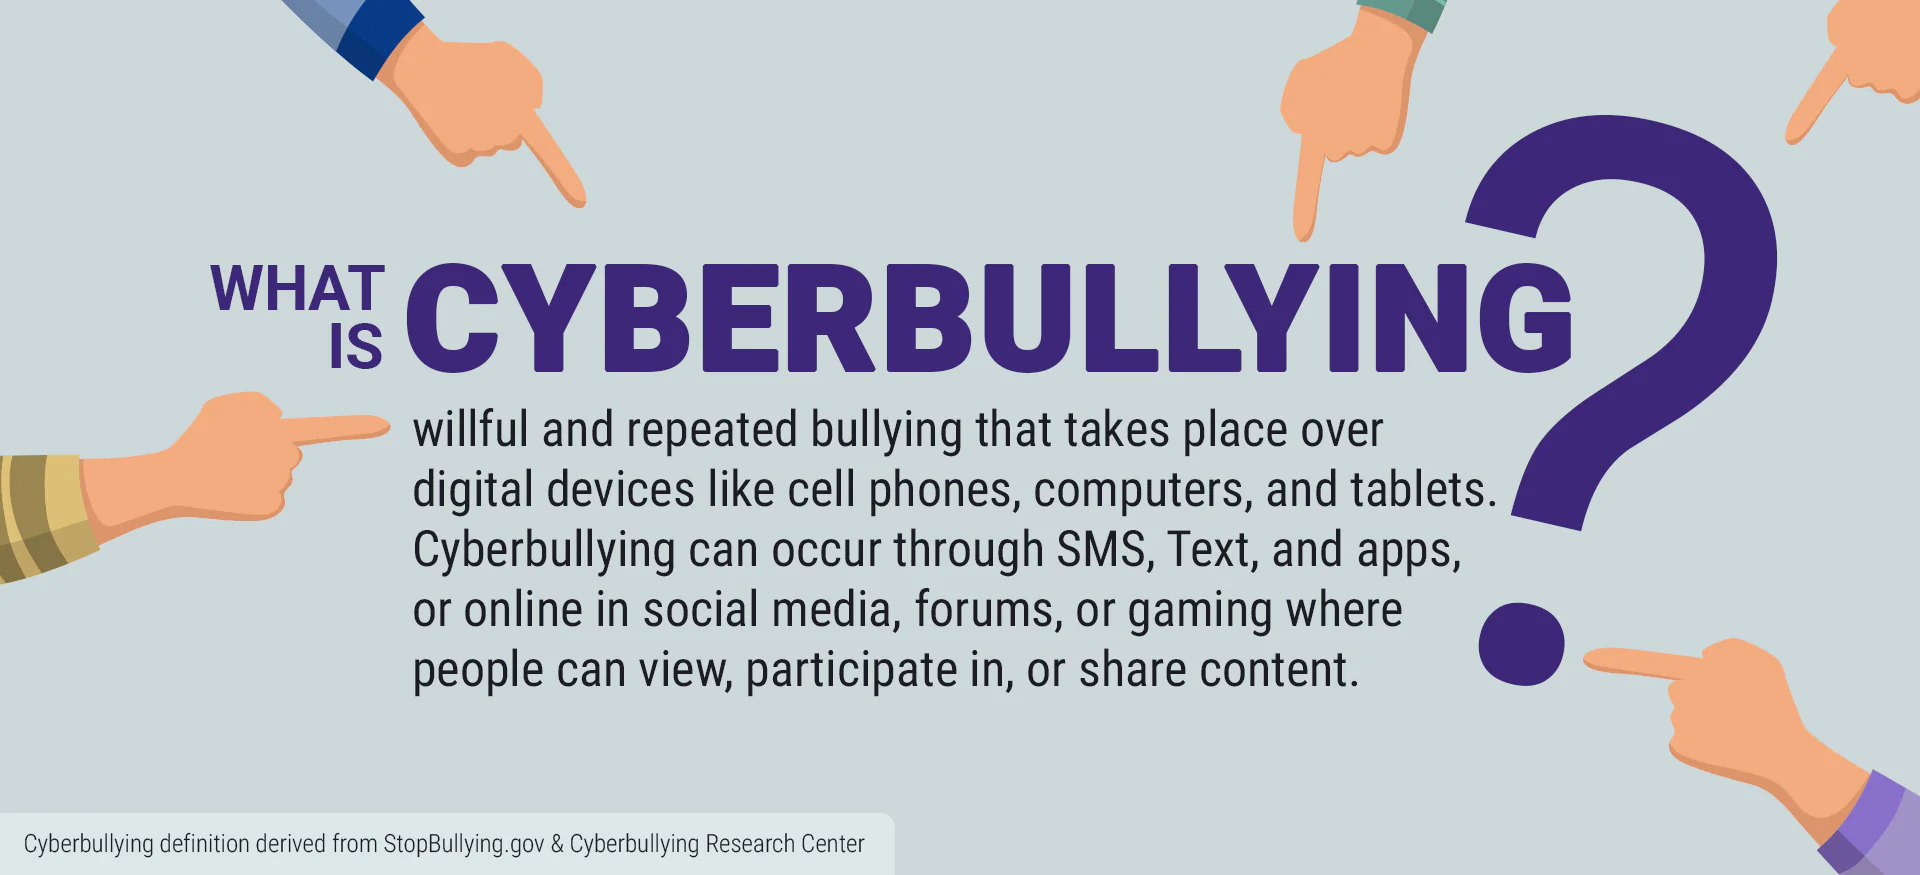 WHAT
IS CYBERBULLYING?
willful and repeated bullying that takes place over
digital devices like cell phones, computers, and tablets.
Cyberbullying can occur through SMS, Text, and apps,
or online in social media, forums, or gaming where
people can view, participate in, or share content.
Cyberbullying definition derived from StopBullying.gov & Cyberbullying Research Center